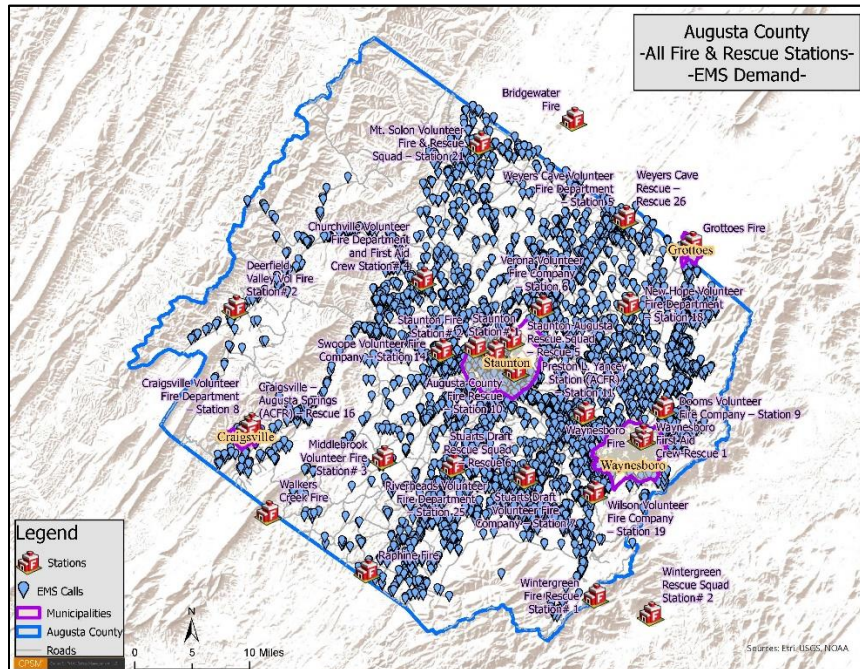 Augusta County
-All Fire & Rescue Stations-
-EMS Demand-
Bridgewater
Fire
Mt. Solon Volunteer
Fire & Rescue
Squad – Station 21
Weyers Cave Volunteer
Fire Department
– Station 5
Weyers Cave
Rescue –
Rescue 26
Grottoes Fire
Grottoes
Churchville Volunteer
Fire Department
and First Aid
Crew Station# 4
Deerfield
Valley Vol Fire
Station# 2
Verona Volunteer
Fire Company
– Station 6
New Hope Volunteer
Fire Department
– Station 18
Staunton Fire
Station# 2
Staunton
Station# 1
Staunton-Augusta
Rescue Squad
– Rescue 5
Swoope Volunteer Fire
Company – Station 14
Staunton
Preston L. Yancey
Station (ACFR)
– Station 11
Augusta County
Fire Rescue
– Station 10
Craigsville Volunteer
Fire Department
– Station 8
Craigsville –
Augusta Springs
(ACFR) – Rescue 16
Craigsville
Dooms Volunteer
Fire Company – Station 9
Waynesboro
Fire
Waynesboro
First Aid
Crew-Rescue 1
Waynesboro
Middlebrook
Volunteer Fire
Station# 3
Stuarts Draft
Rescue Squad
Rescue 6
Walkers
Creek Fire
Riverheads Volunteer
Fire Department
– Station 25
Stuarts Draft
Volunteer Fire
Company – Station 7
Wilson Volunteer
Fire Company
– Station 19
Raphine Fire
Wintergreen
Fire Rescue
Station# 1
Wintergreen
Rescue Squad
Station# 2
Legend
Stations
EMS Calls
Municipalities
Augusta County
Roads
CPSM
N
0 5 10 Miles
Sources: Esri, USGS, NOAA